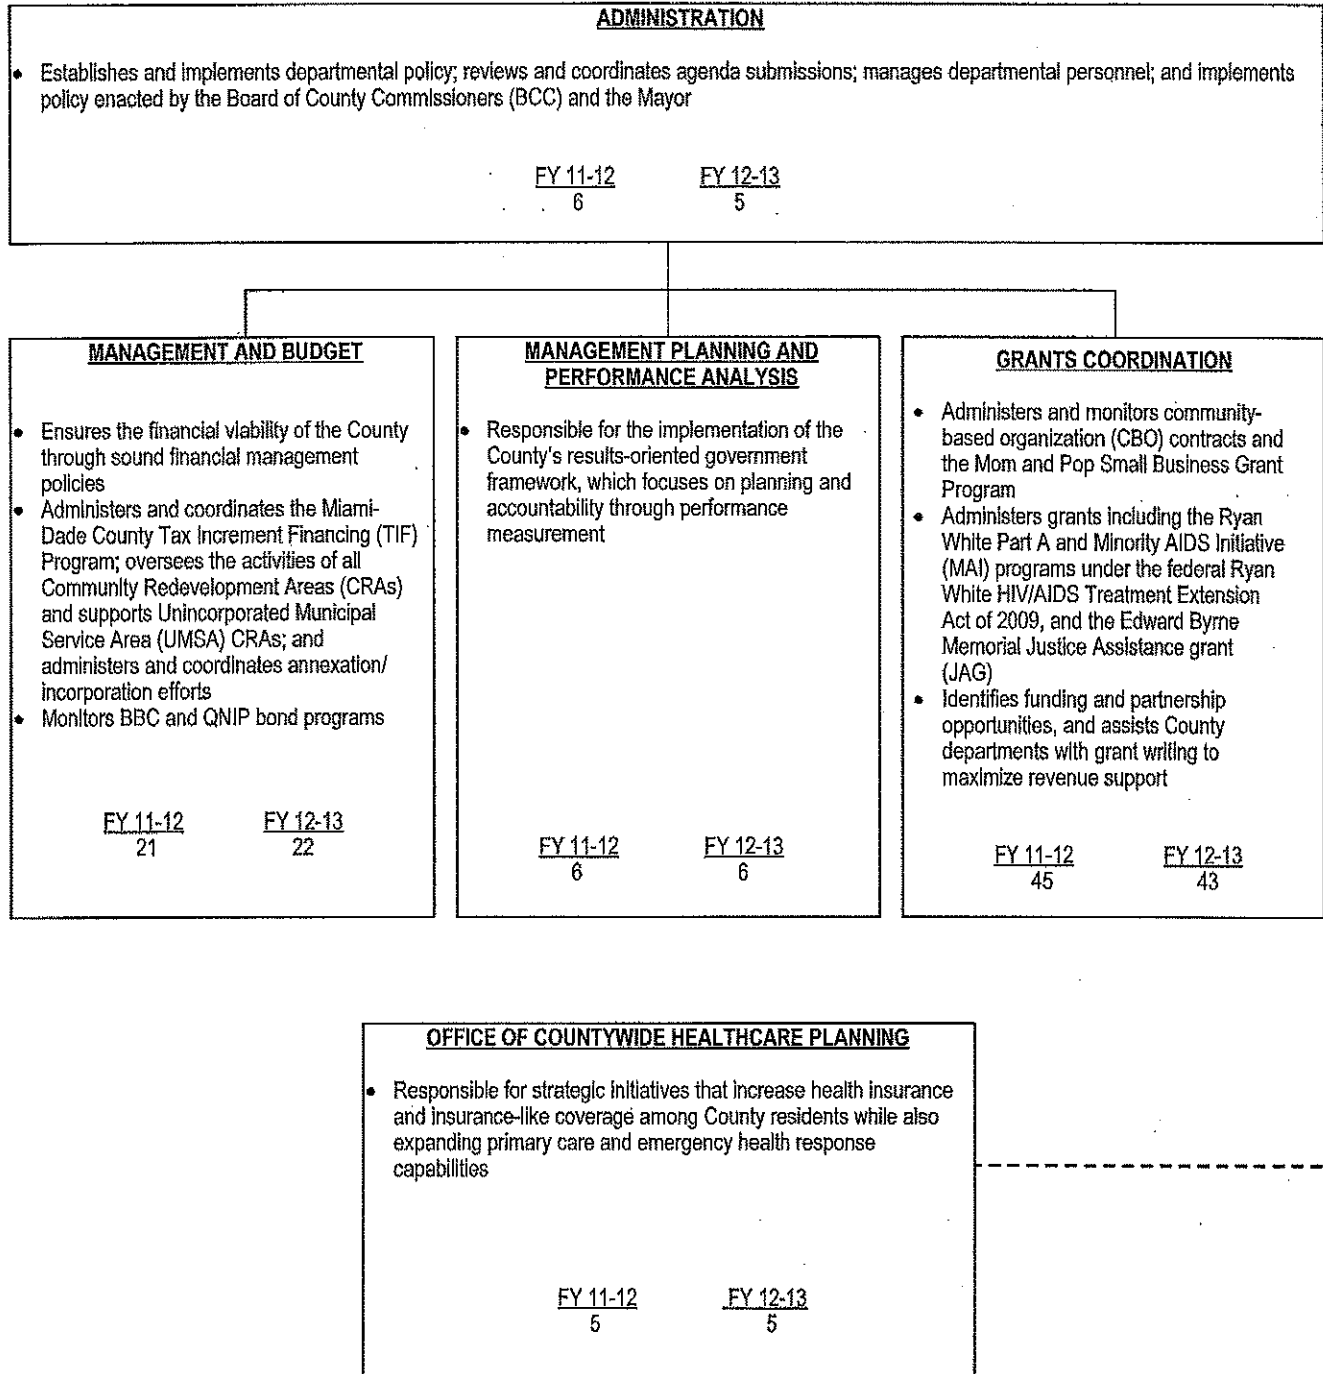 ADMINISTRATION
• Establishes and implements departmental policy; reviews and coordinates agenda submissions; manages departmental personnel; and implements
policy enacted by the Board of County Commissioners (BCC) and the Mayor
FY 11-12 FY 12-13
6 5
MANAGEMENT AND BUDGET
• Ensures the financial viability of the County
through sound financial management
policies
• Administers and coordinates the Miami-
Dade County Tax Increment Financing (TIF)
Program; oversees the activities of all
Community Redevelopment Areas (CRAs)
and supports Unincorporated Municipal
Service Area (UMSA) CRAs; and
administers and coordinates annexation/
incorporation efforts
• Monitors BBC and QNIP bond programs
FY 11-12 FY 12-13
21 22
MANAGEMENT PLANNING AND
PERFORMANCE ANALYSIS
• Responsible for the implementation of the
County's results-oriented government
framework, which focuses on planning and
accountability through performance
measurement
FY 11-12 FY 12-13
6 6
GRANTS COORDINATION
• Administers and monitors community-
based organization (CBO) contracts and
the Mom and Pop Small Business Grant
Program
• Administers grants including the Ryan
White Part A and Minority AIDS Initiative
(MAI) programs under the federal Ryan
White HIV/AIDS Treatment Extension
Act of 2009, and the Edward Byrne
Memorial Justice Assistance grant
(JAG)
• Identifies funding and partnership
opportunities, and assists County
departments with grant writing to
maximize revenue support
FY 11-12 FY 12-13
45 43
OFFICE OF COUNTYWIDE HEALTHCARE PLANNING
• Responsible for strategic initiatives that increase health insurance
and insurance-like coverage among County residents while also
expanding primary care and emergency health response
capabilities
FY 11-12 FY 12-13
5 5